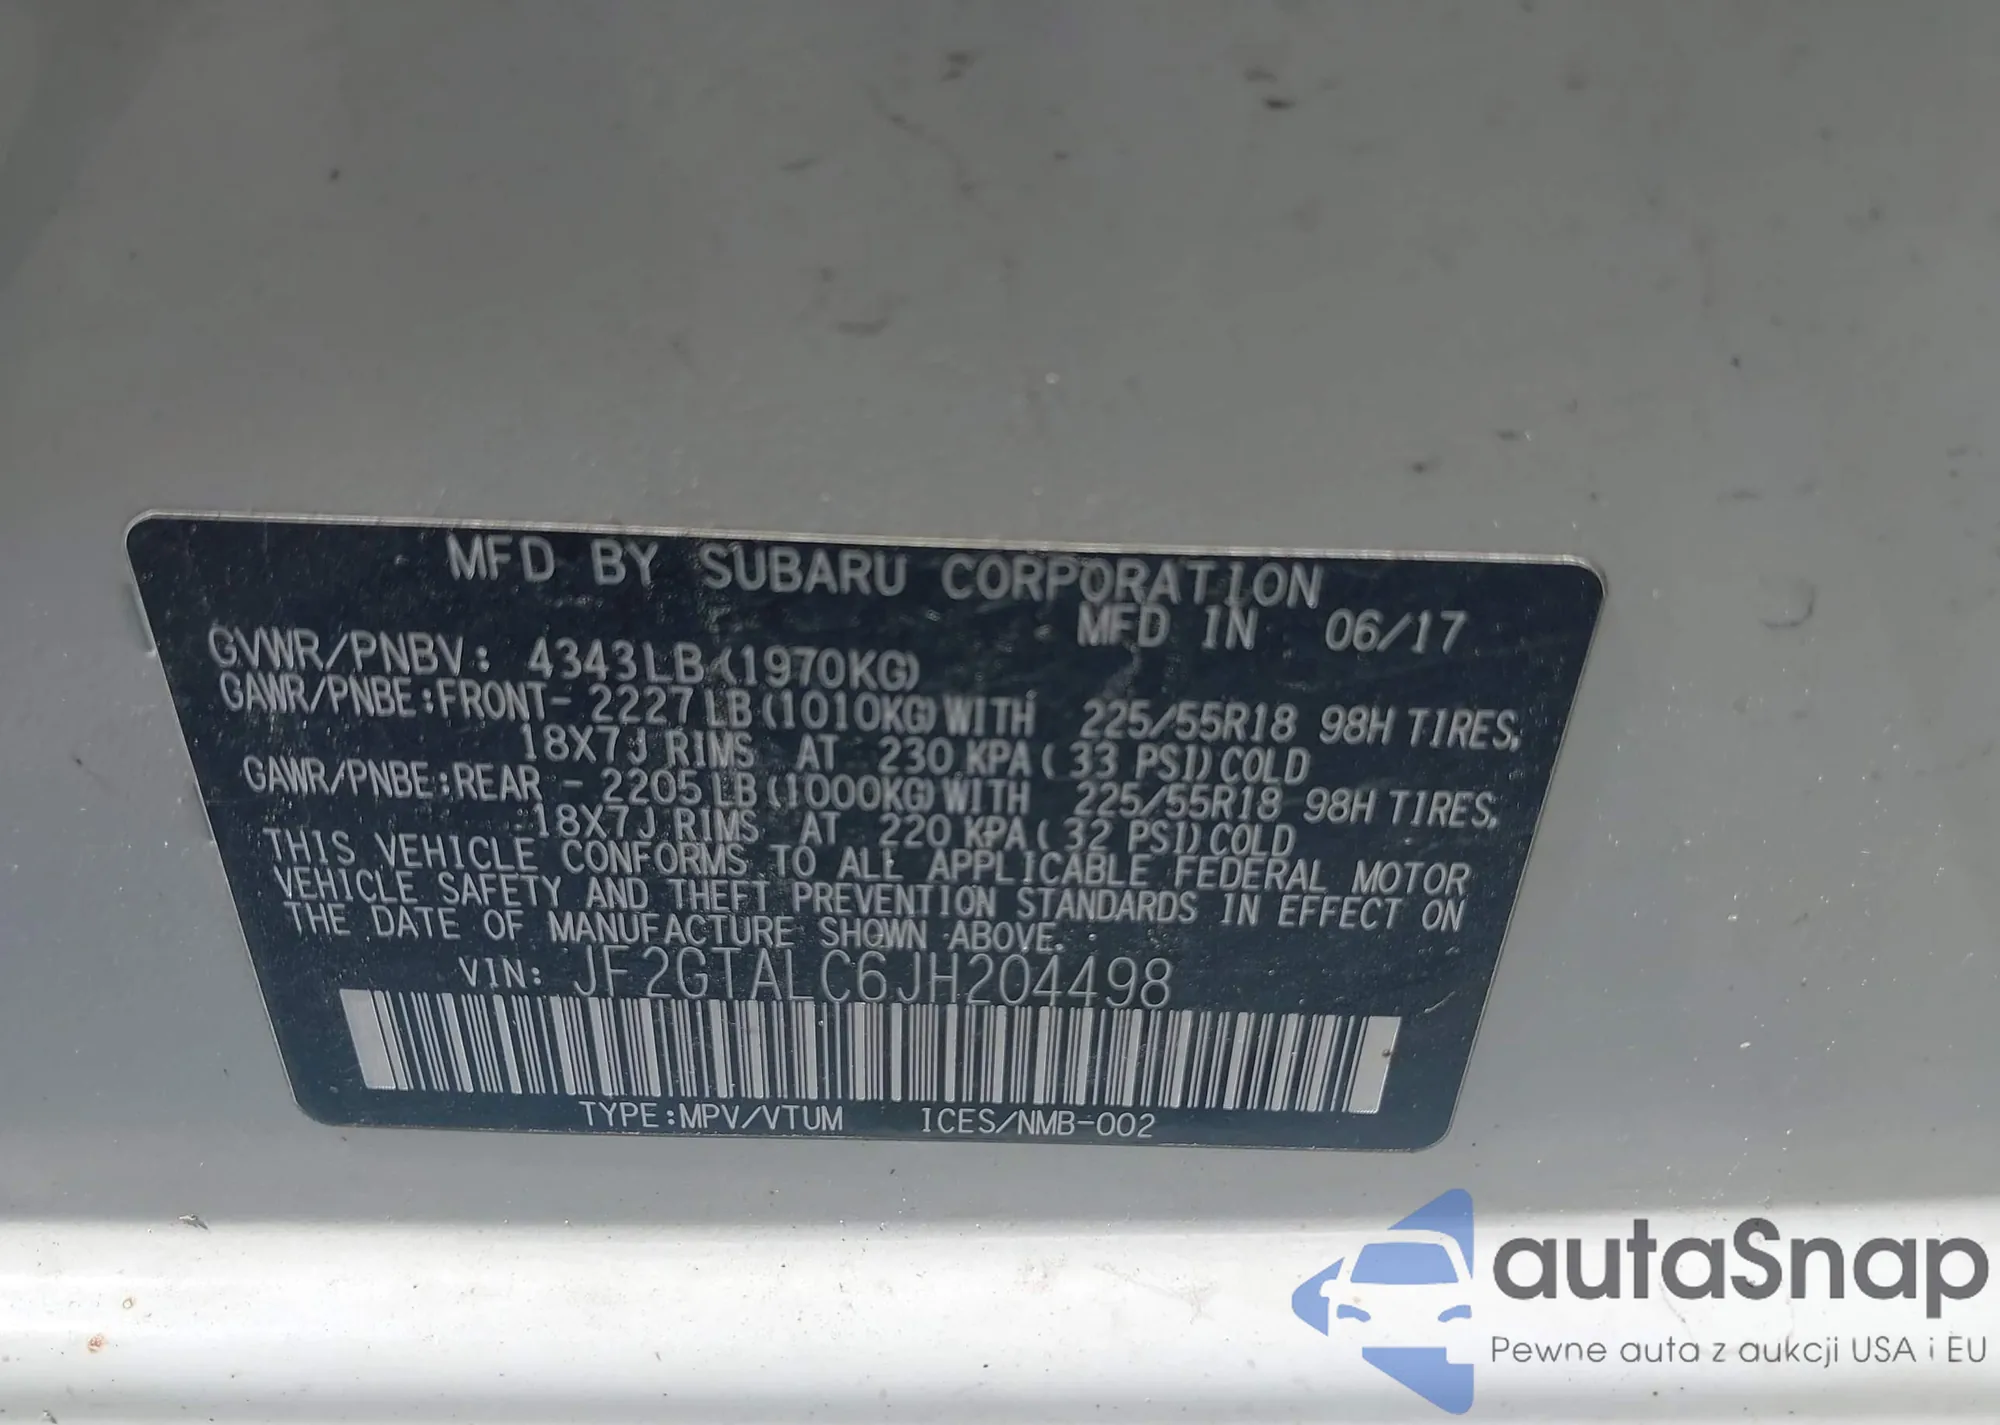 MFD BY SUBARU CORPORATION
MFD IN 06/17
GVWR/PNBV: 4343LB(1970KG)
GAWR/PNBE:FRONT- 2227LB(1010KG)WITH 225/55R18 98H TIRES,
18X7J RIMS AT 230 KPA( 33 PSI)COLD
GAWR/PNBE:REAR - 2205LB(1000KG)WITH 225/55R18 98H TIRES,
18X7J RIMS AT 220 KPA( 32 PSI)COLD
THIS VEHICLE CONFORMS TO ALL APPLICABLE FEDERAL MOTOR
VEHICLE SAFETY AND THEFT PREVENTION STANDARDS IN EFFECT ON
THE DATE OF MANUFACTURE SHOWN ABOVE.
VIN: JF2GTALC6JH204498
TYPE:MPV/VTUM ICES/NMB-002
autaSnap
Pewne auta z aukcji USA i EU